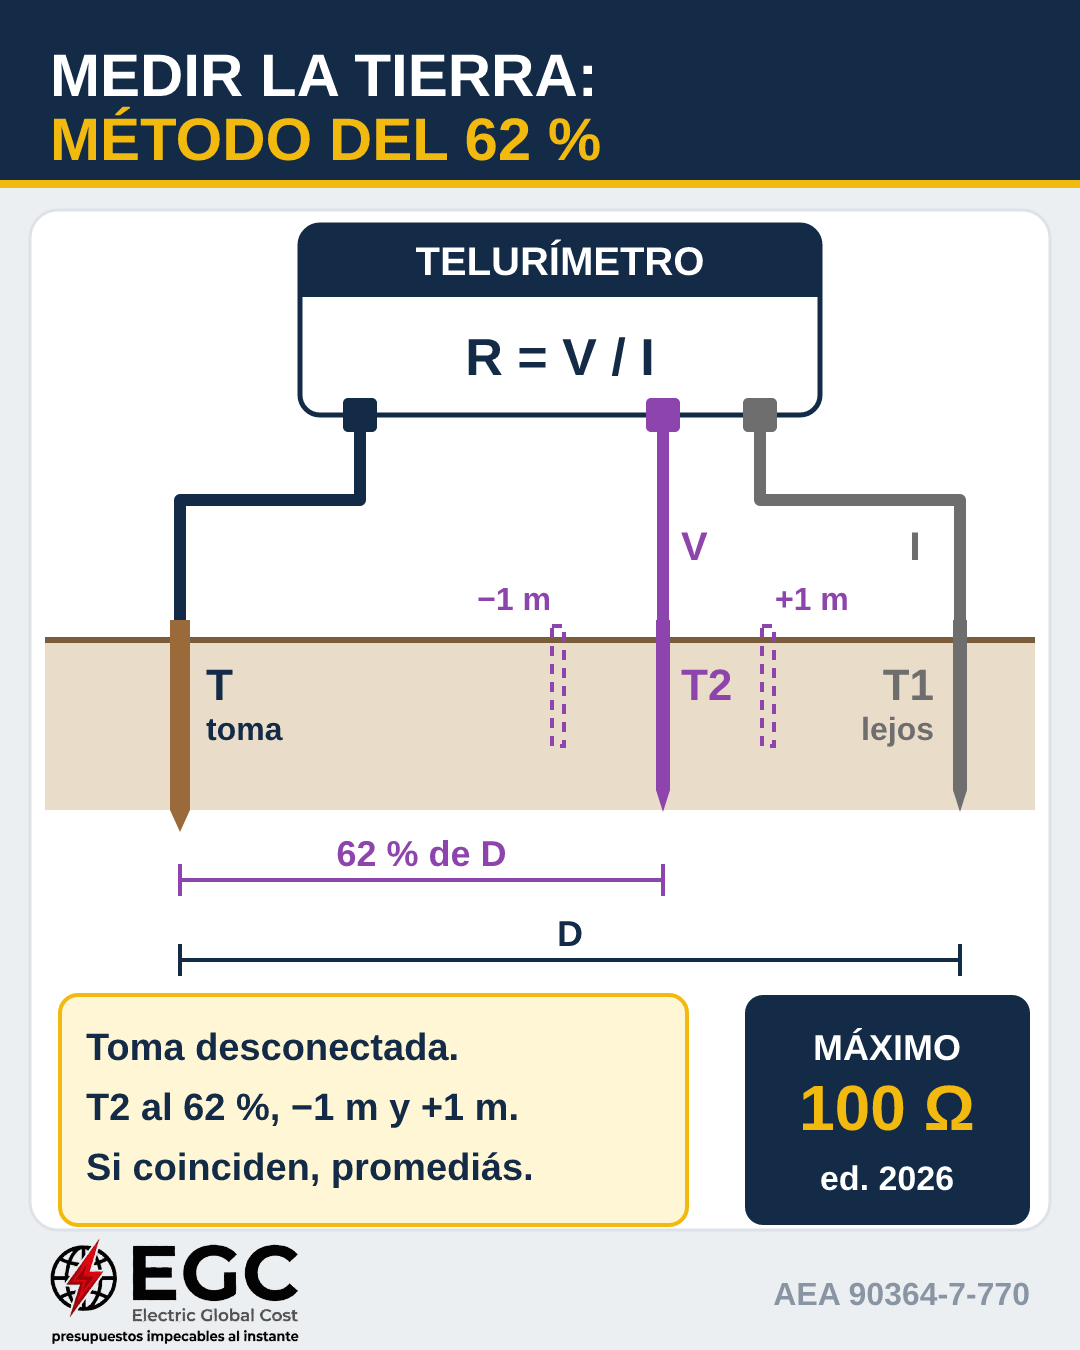 MEDIR LA TIERRA:
MÉTODO DEL 62 %
TELURÍMETRO
R = V / I
V
I
−1 m
+1 m
T
toma
T2
T1
lejos
62 % de D
D
Toma desconectada.
T2 al 62 %, −1 m y +1 m.
Si coinciden, promediás.
MÁXIMO
100 Ω
ed. 2026
EGC
Electric Global Cost
presupuestos impecables al instante
AEA 90364-7-770